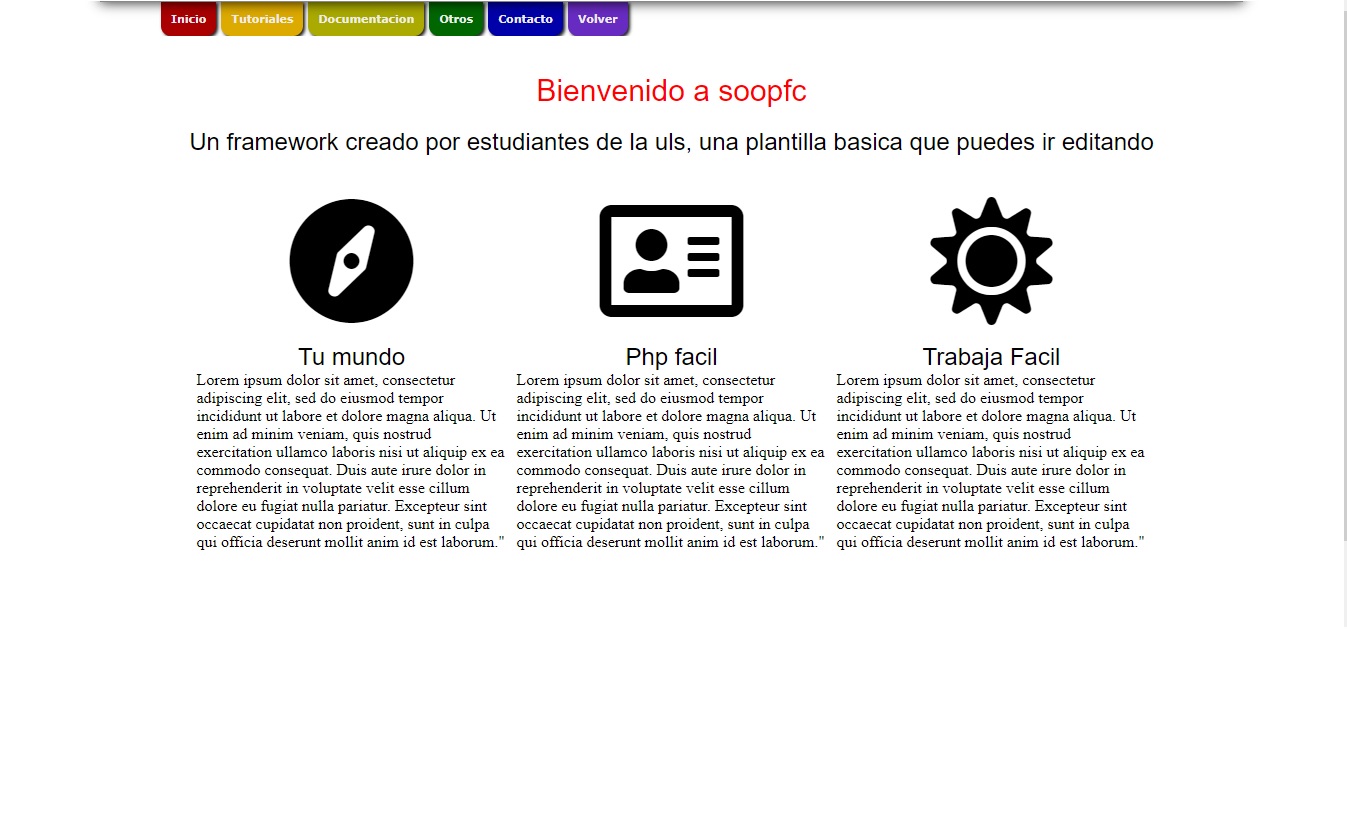 Inicio Tutoriales Documentacion Otros Contacto Volver
Bienvenido a soopfc
Un framework creado por estudiantes de la uls, una plantilla basica que puedes ir editando
Tu mundo
Lorem ipsum dolor sit amet, consectetur
adipiscing elit, sed do eiusmod tempor
incididunt ut labore et dolore magna aliqua. Ut
enim ad minim veniam, quis nostrud
exercitation ullamco laboris nisi ut aliquip ex ea
commodo consequat. Duis aute irure dolor in
reprehenderit in voluptate velit esse cillum
dolore eu fugiat nulla pariatur. Excepteur sint
occaecat cupidatat non proident, sunt in culpa
qui officia deserunt mollit anim id est laborum."
Php facil
Lorem ipsum dolor sit amet, consectetur
adipiscing elit, sed do eiusmod tempor
incididunt ut labore et dolore magna aliqua. Ut
enim ad minim veniam, quis nostrud
exercitation ullamco laboris nisi ut aliquip ex ea
commodo consequat. Duis aute irure dolor in
reprehenderit in voluptate velit esse cillum
dolore eu fugiat nulla pariatur. Excepteur sint
occaecat cupidatat non proident, sunt in culpa
qui officia deserunt mollit anim id est laborum."
Trabaja Facil
Lorem ipsum dolor sit amet, consectetur
adipiscing elit, sed do eiusmod tempor
incididunt ut labore et dolore magna aliqua. Ut
enim ad minim veniam, quis nostrud
exercitation ullamco laboris nisi ut aliquip ex ea
commodo consequat. Duis aute irure dolor in
reprehenderit in voluptate velit esse cillum
dolore eu fugiat nulla pariatur. Excepteur sint
occaecat cupidatat non proident, sunt in culpa
qui officia deserunt mollit anim id est laborum."